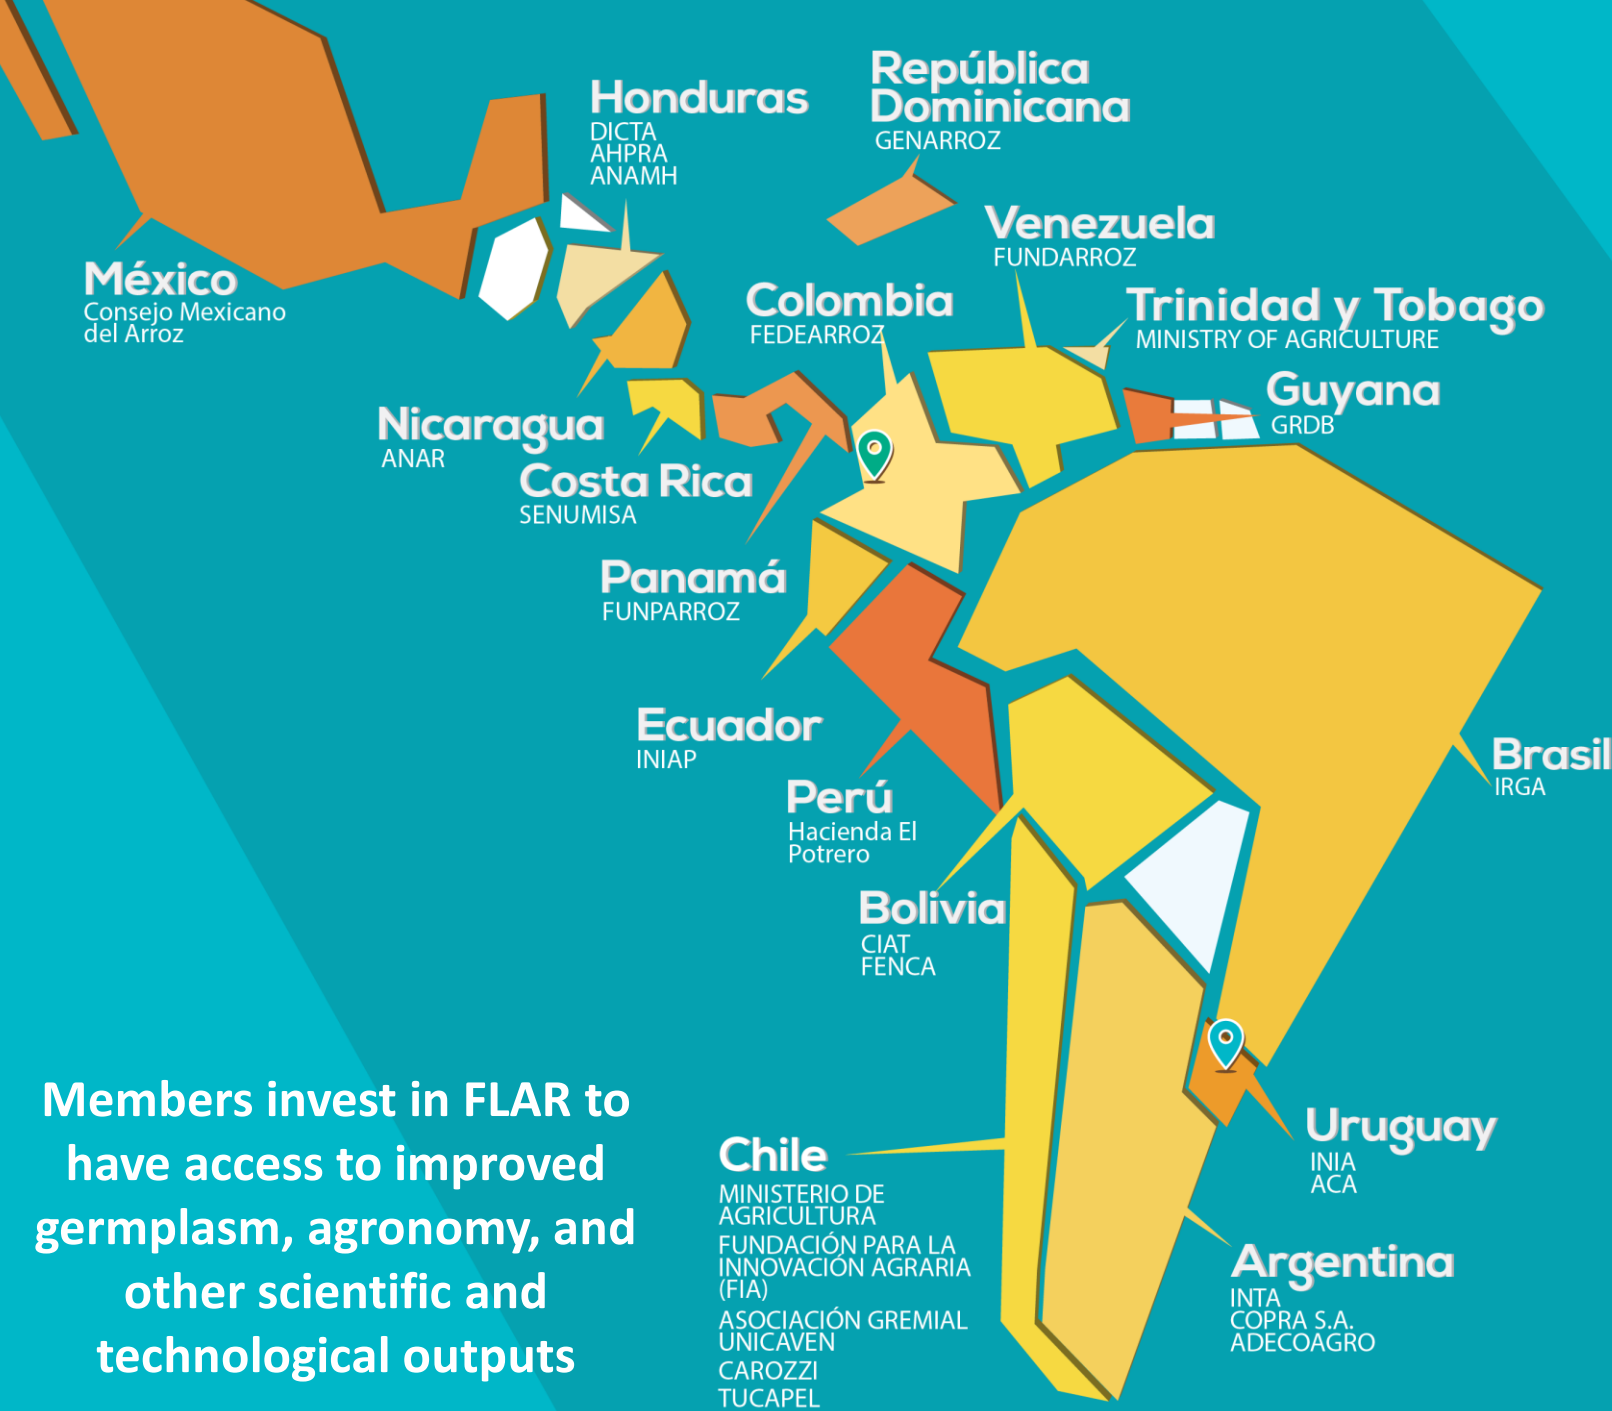 Honduras
DICTA
AHPRA
ANAMH
República
Dominicana
GENARROZ
Venezuela
FUNDARROZ
México
Consejo Mexicano
del Arroz
Colombia
FEDEARROZ
Trinidad y Tobago
MINISTRY OF AGRICULTURE
Guyana
GRDB
Nicaragua
ANAR
Costa Rica
SENUMISA
Panamá
FUNPARROZ
Ecuador
INIAP
Perú
Hacienda El
Potrero
Brasil
IRGA
Bolivia
CIAT
FENCA
Members invest in FLAR to
have access to improved
germplasm, agronomy, and
other scientific and
technological outputs
Chile
MINISTERIO DE
AGRICULTURA
FUNDACIÓN PARA LA
INNOVACIÓN AGRARIA
(FIA)
ASOCIACIÓN GREMIAL
UNICAVEN
CAROZZI
TUCAPEL
Uruguay
INIA
ACA
Argentina
INTA
COPRA S.A.
ADECOAGRO